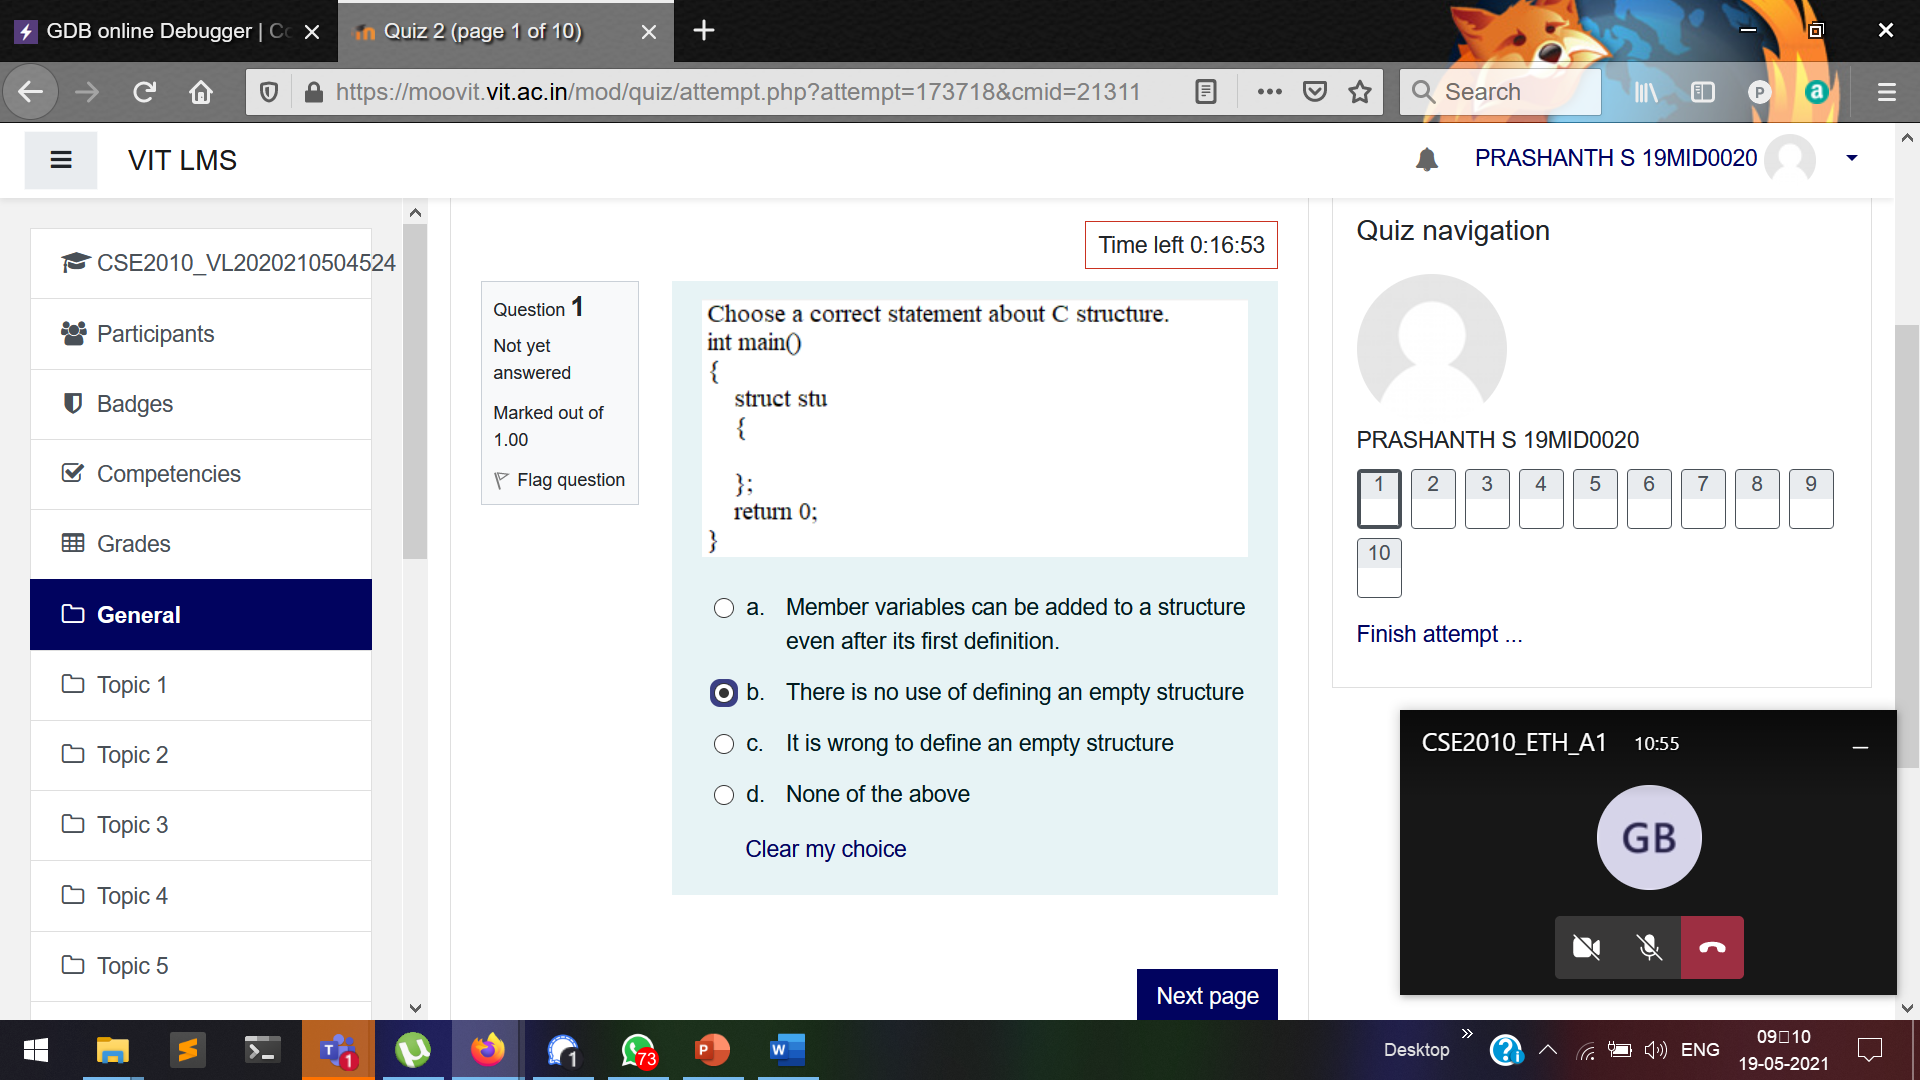 GDB online Debugger | Co
Quiz 2 (page 1 of 10)
https://moovit.vit.ac.in/mod/quiz/attempt.php?attempt=173718&cmid=21311
Search
VIT LMS
PRASHANTH S 19MID0020
CSE2010_VL2020210504524
Participants
Badges
Competencies
Grades
General
Topic 1
Topic 2
Topic 3
Topic 4
Topic 5
Time left 0:16:53
Question 1
Not yet
answered
Marked out of
1.00
Flag question
Choose a correct statement about C structure.
int main()
{
struct stu
{
};
return 0;
}
a. Member variables can be added to a structure
even after its first definition.
b. There is no use of defining an empty structure
c. It is wrong to define an empty structure
d. None of the above
Clear my choice
Next page
Quiz navigation
PRASHANTH S 19MID0020
1 2 3 4 5 6 7 8 9
10
Finish attempt ...
CSE2010_ETH_A1 10:55
GB
Desktop
ENG
09□10
19-05-2021
1
1
73